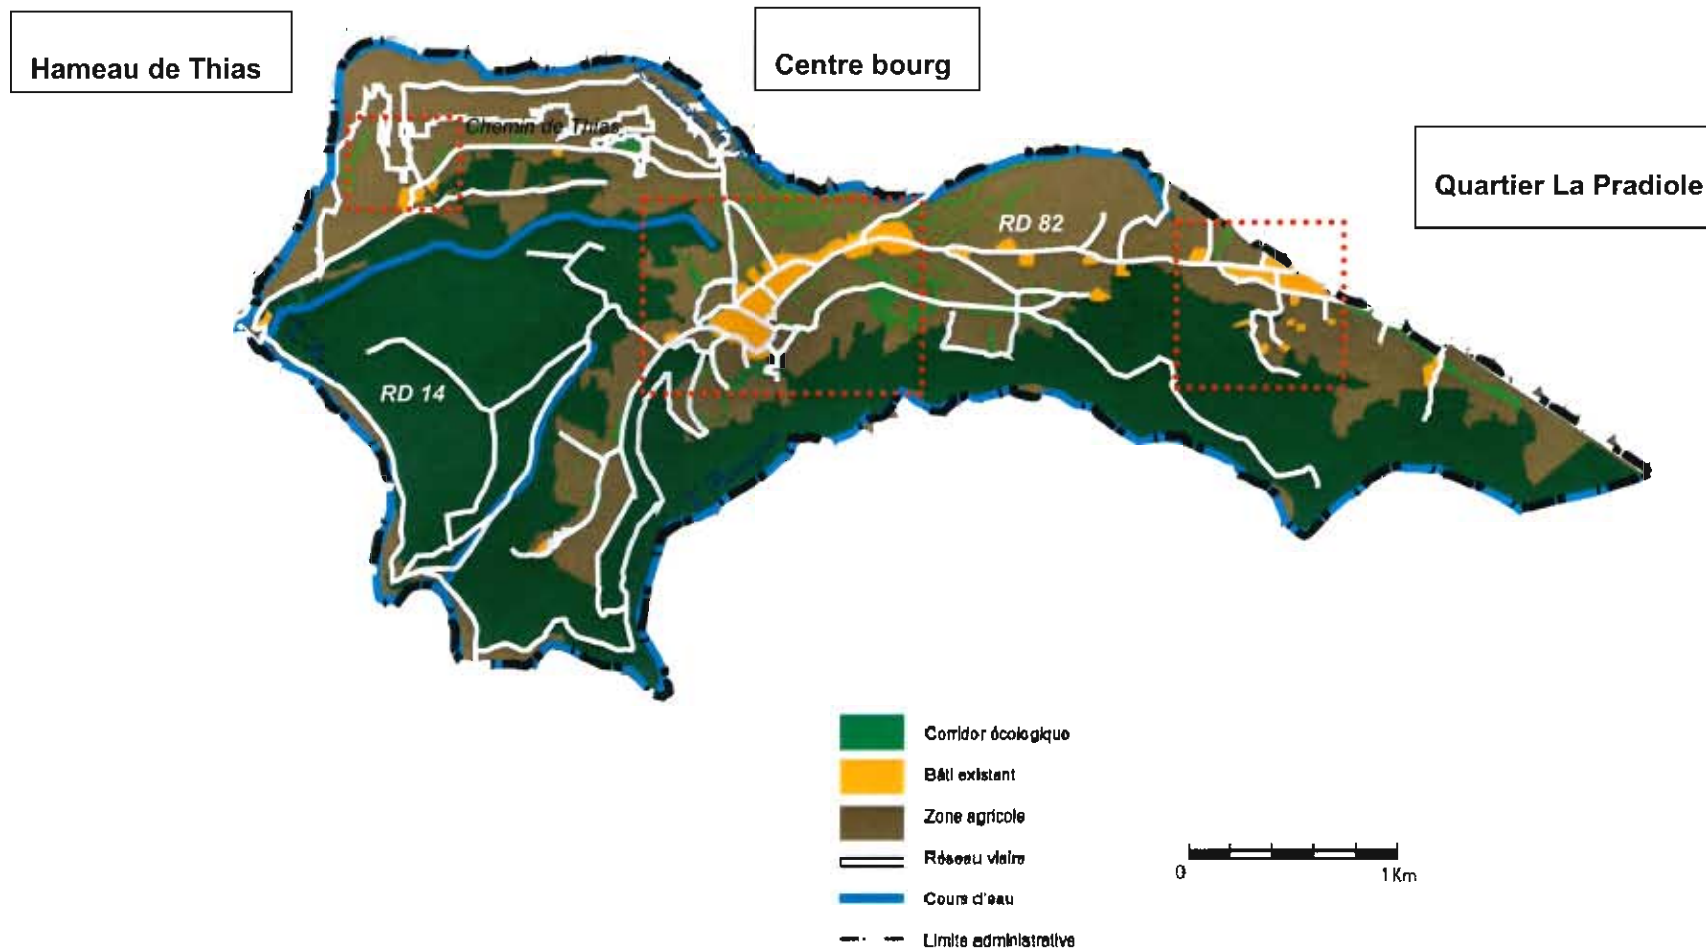 Hameau de Thias
Centre bourg
Quartier La Pradiole
Chemin de Thias
RD 82
RD 14
Corridor écologique
Bâti existant
Zone agricole
Réseau viaire
Cours d'eau
Limite administrative
0
1 Km